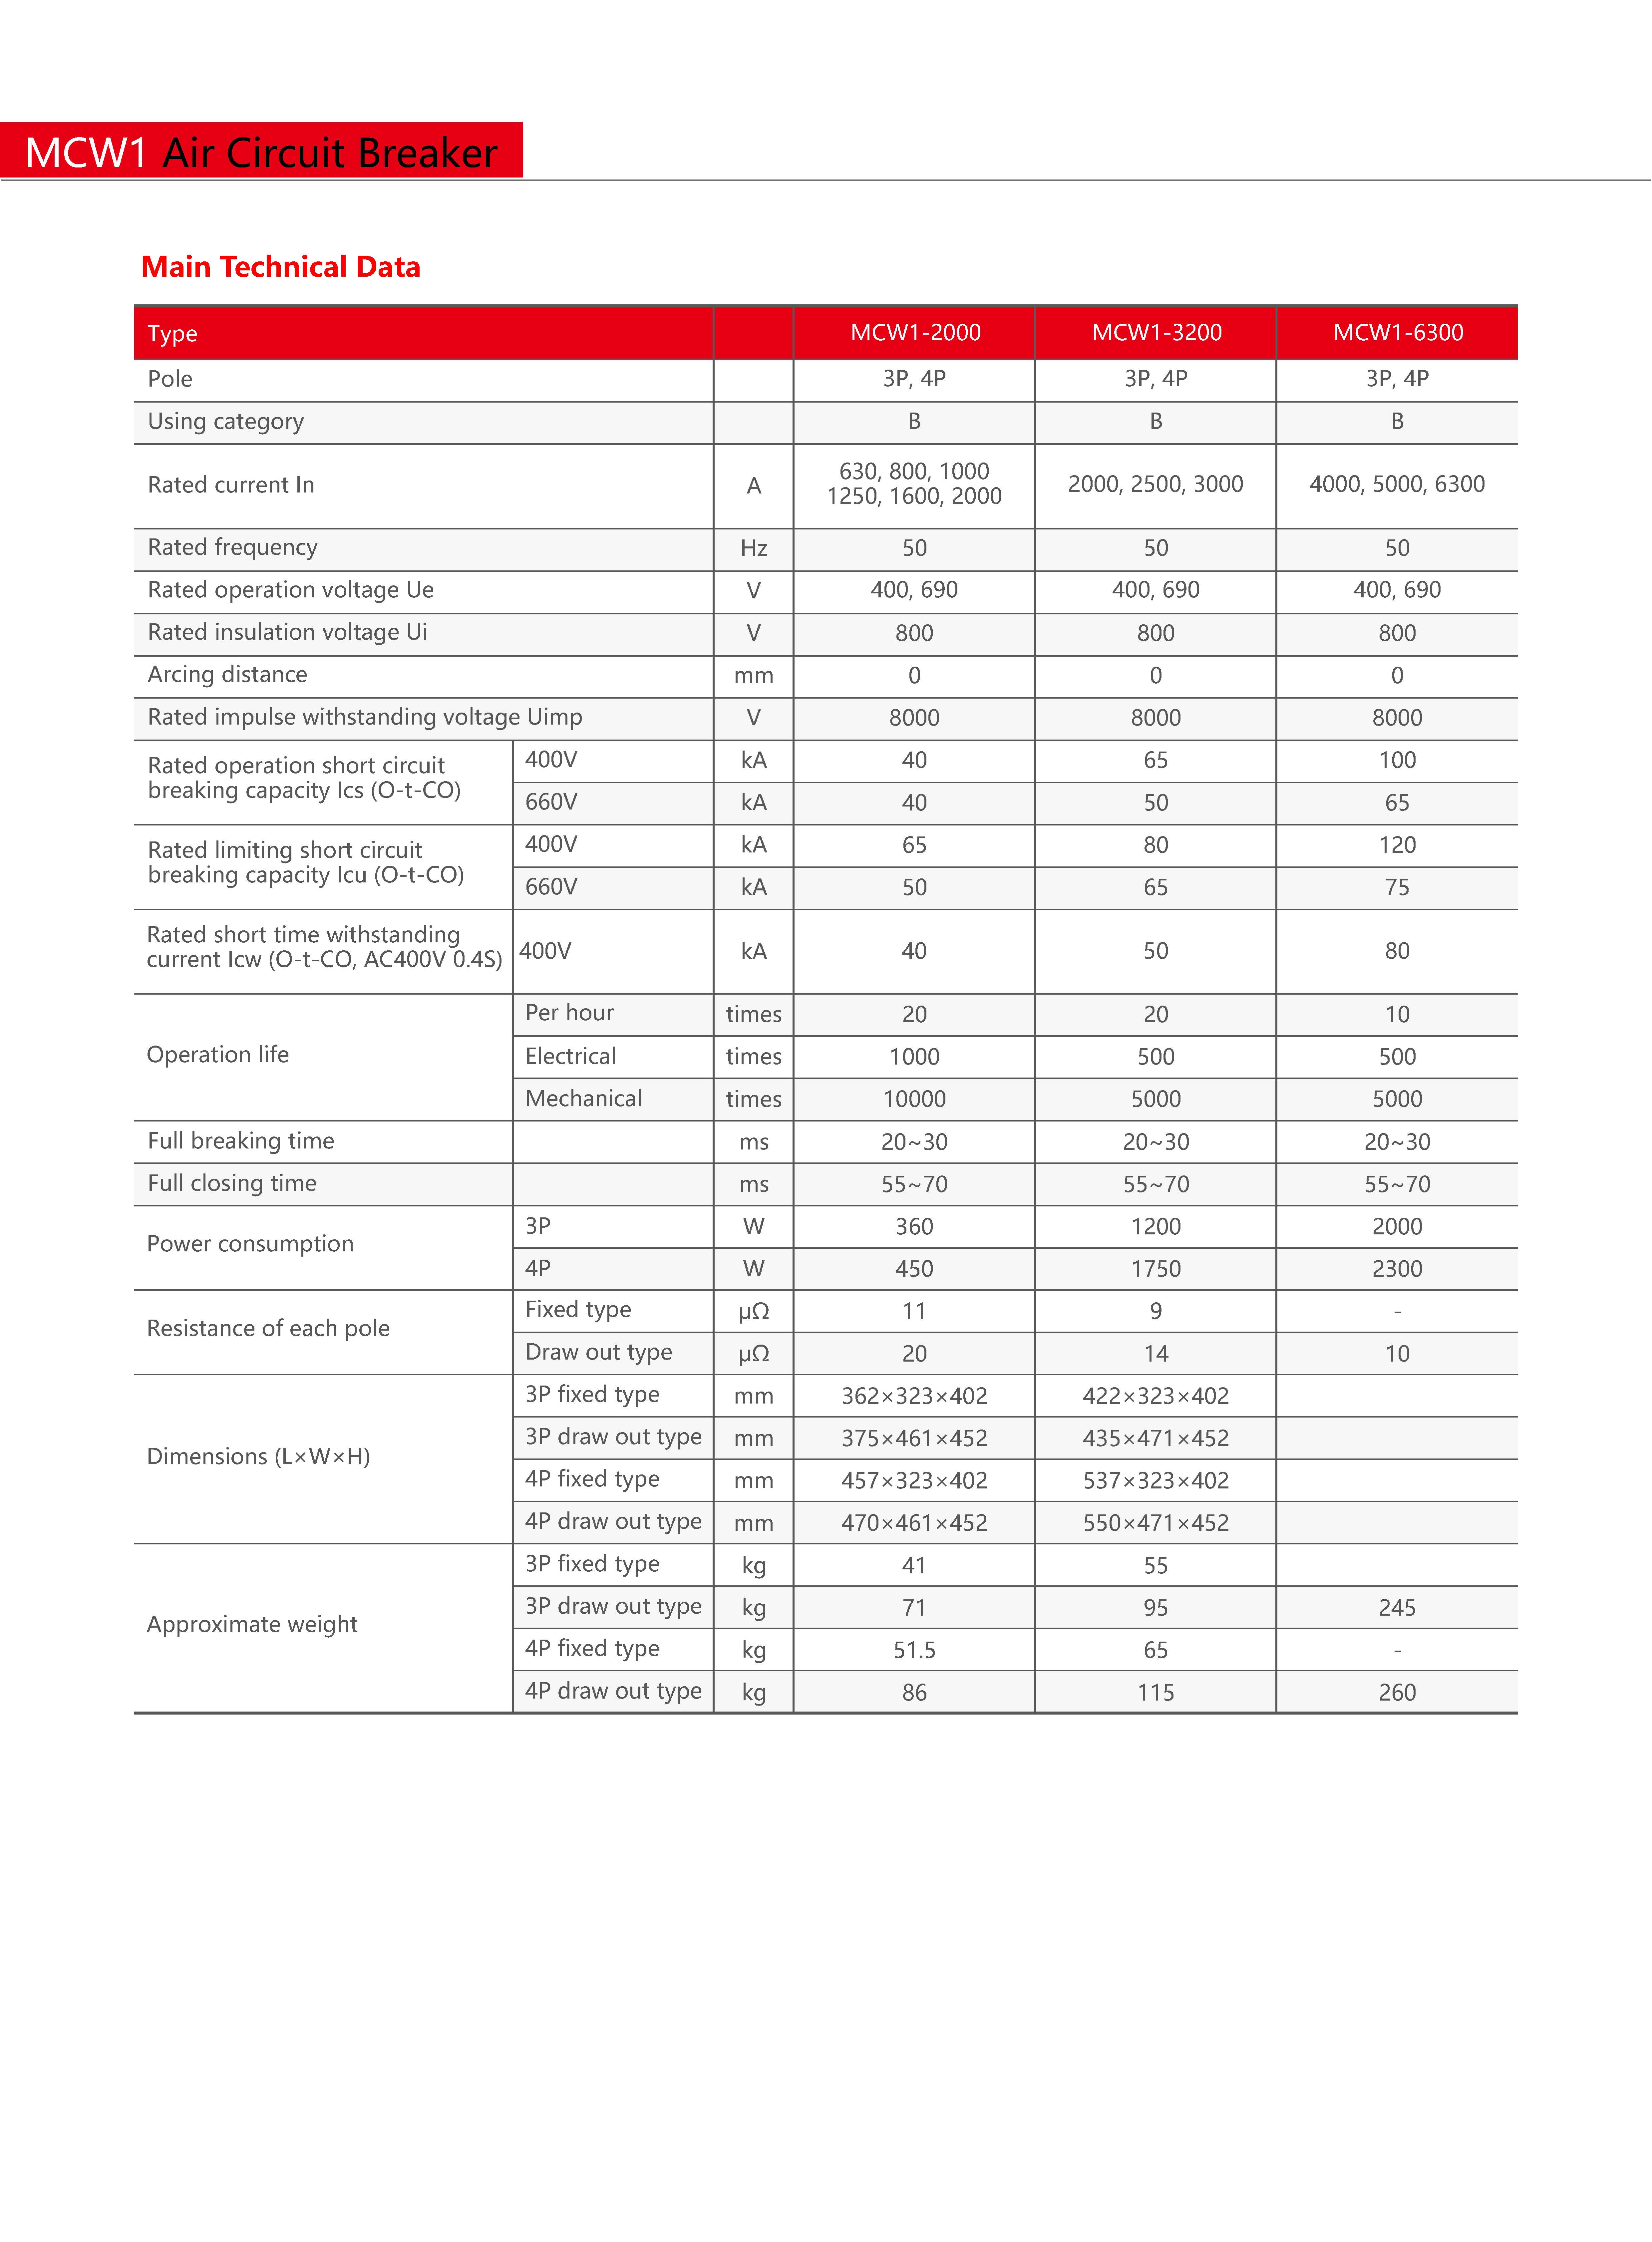 MCW1 Air Circuit Breaker
Main Technical Data
Type MCW1-2000 MCW1-3200 MCW1-6300
Pole 3P, 4P 3P, 4P 3P, 4P
Using category B B B
Rated current In A 630, 800, 1000 1250, 1600, 2000 2000, 2500, 3000 4000, 5000, 6300
Rated frequency Hz 50 50 50
Rated operation voltage Ue V 400, 690 400, 690 400, 690
Rated insulation voltage Ui V 800 800 800
Arcing distance mm 0 0 0
Rated impulse withstanding voltage Uimp V 8000 8000 8000
Rated operation short circuit
breaking capacity Ics (O-t-CO)
400V kA 40 65 100
660V kA 40 50 65
Rated limiting short circuit
breaking capacity Icu (O-t-CO)
400V kA 65 80 120
660V kA 50 65 75
Rated short time withstanding
current Icw (O-t-CO, AC400V 0.4S)
400V kA 40 50 80
Operation life
Per hour times 20 20 10
Electrical times 1000 500 500
Mechanical times 10000 5000 5000
Full breaking time ms 20~30 20~30 20~30
Full closing time ms 55~70 55~70 55~70
Power consumption
3P W 360 1200 2000
4P W 450 1750 2300
Resistance of each pole
Fixed type μΩ 11 9 -
Draw out type μΩ 20 14 10
Dimensions (L×W×H)
3P fixed type mm 362×323×402 422×323×402
3P draw out type mm 375×461×452 435×471×452
4P fixed type mm 457×323×402 537×323×402
4P draw out type mm 470×461×452 550×471×452
Approximate weight
3P fixed type kg 41 55
3P draw out type kg 71 95 245
4P fixed type kg 51.5 65 -
4P draw out type kg 86 115 260